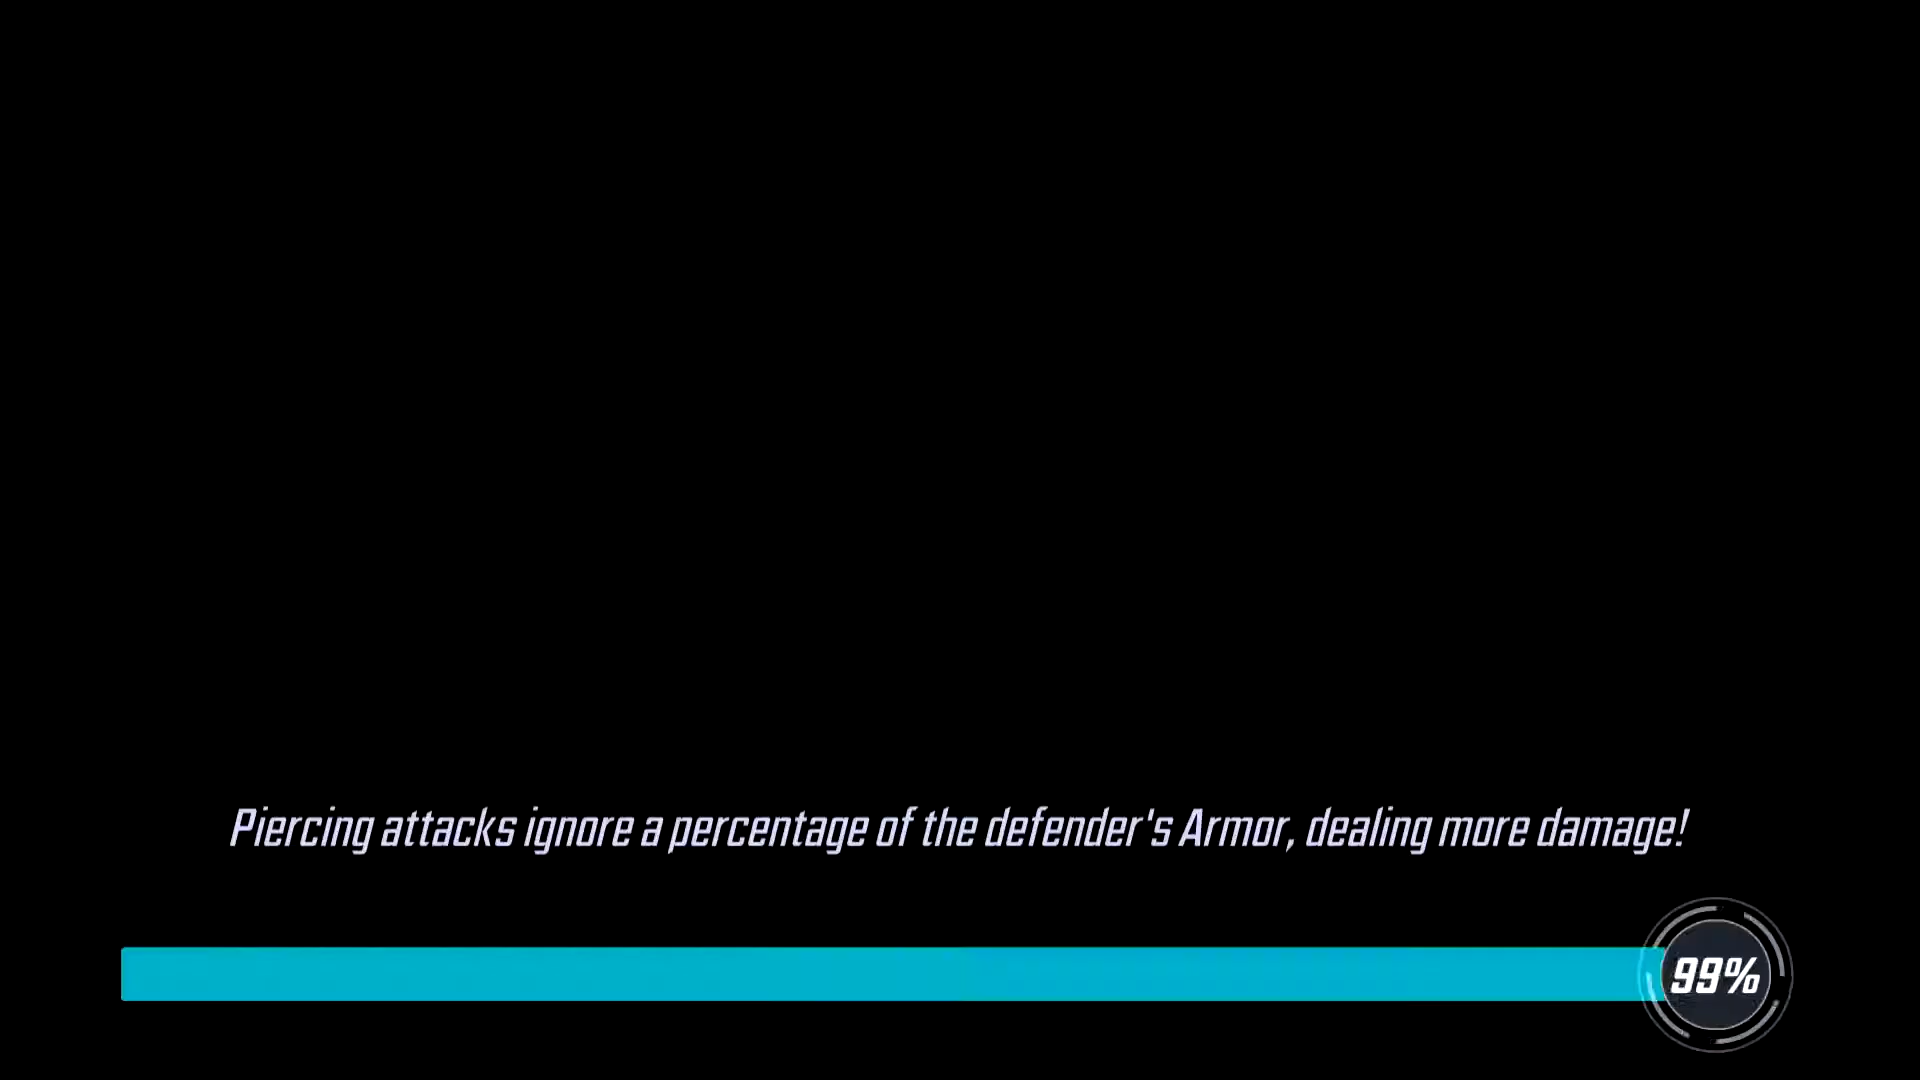 Piercing attacks ignore a percentage of the defender's Armor, dealing more damage!
99%